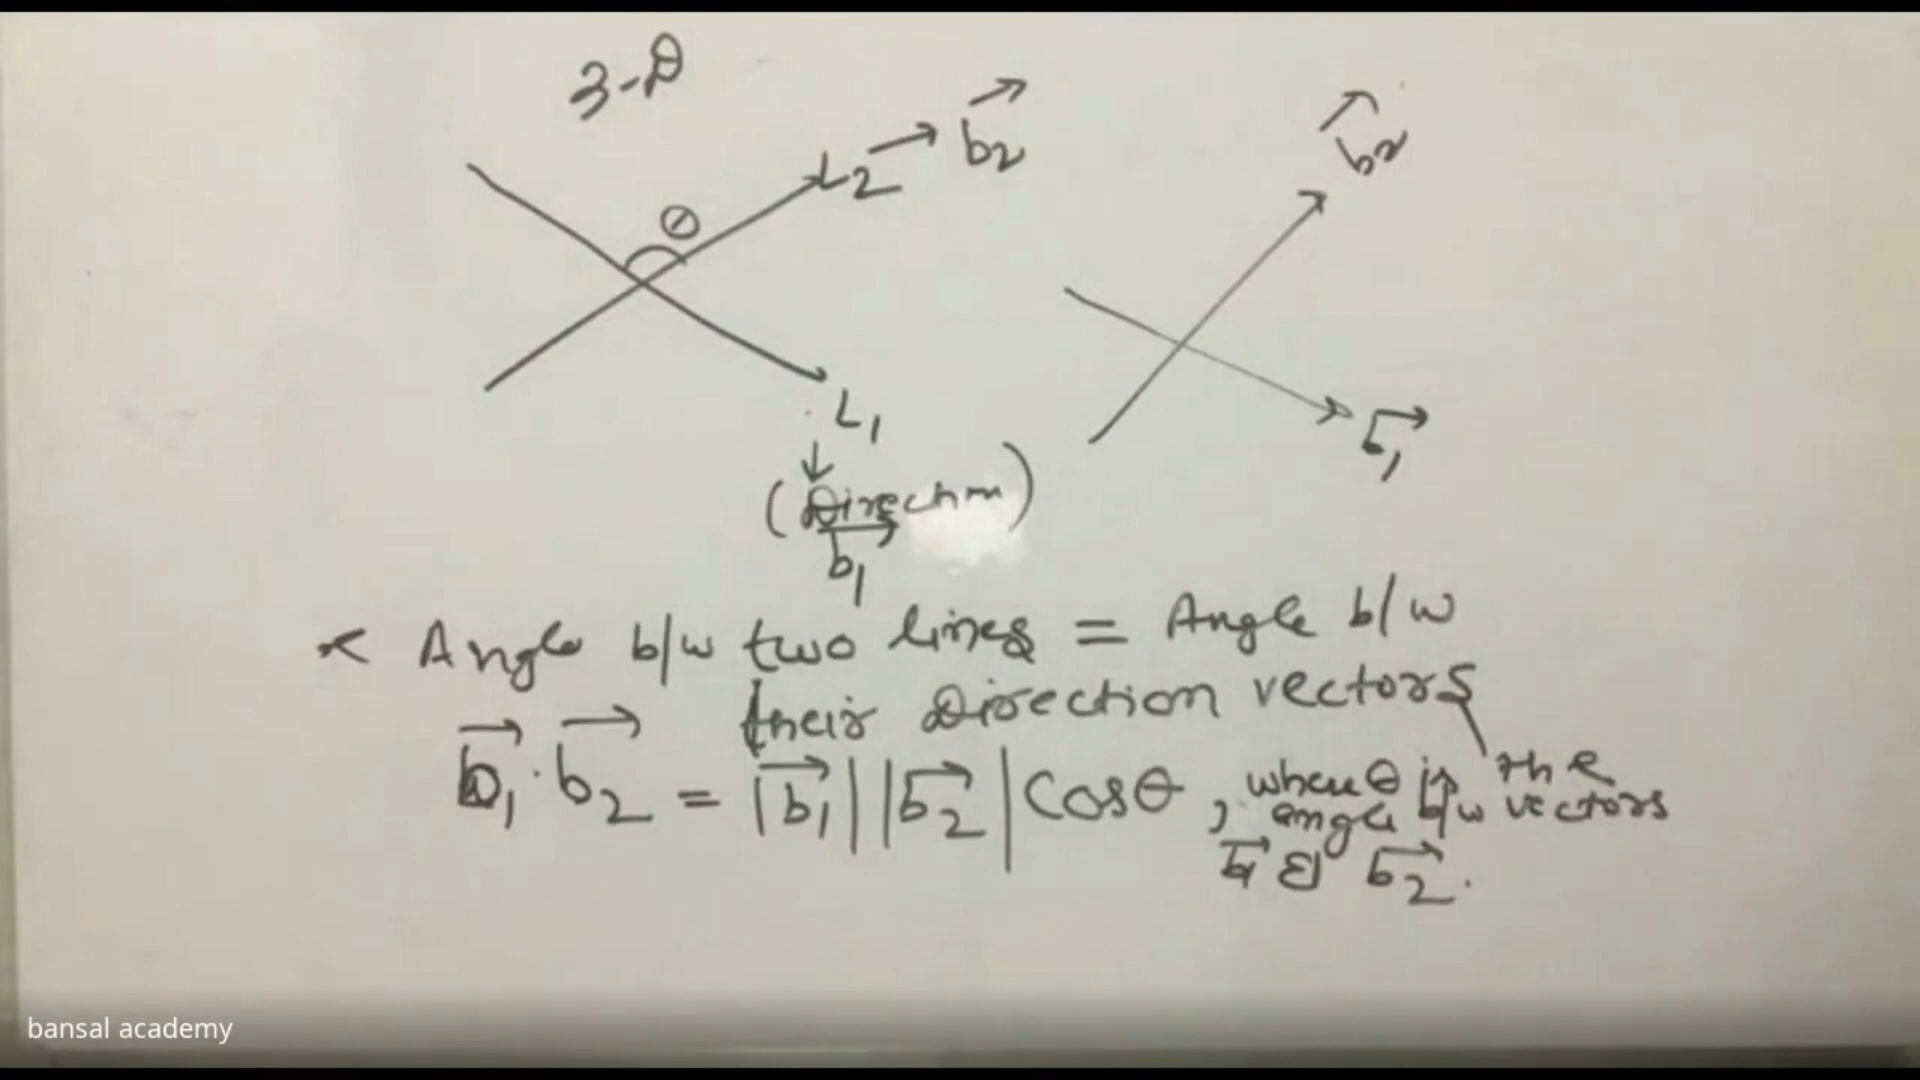 3-D
L2 → b2
b2
θ
L1
b1
(Direction)
b1
Angle b/w two lines = Angle b/w
their Direction vectors
b1 . b2 = |b1| |b2| Cosθ , where θ is the
angle b/w vectors
b1 & b2 .
bansal academy